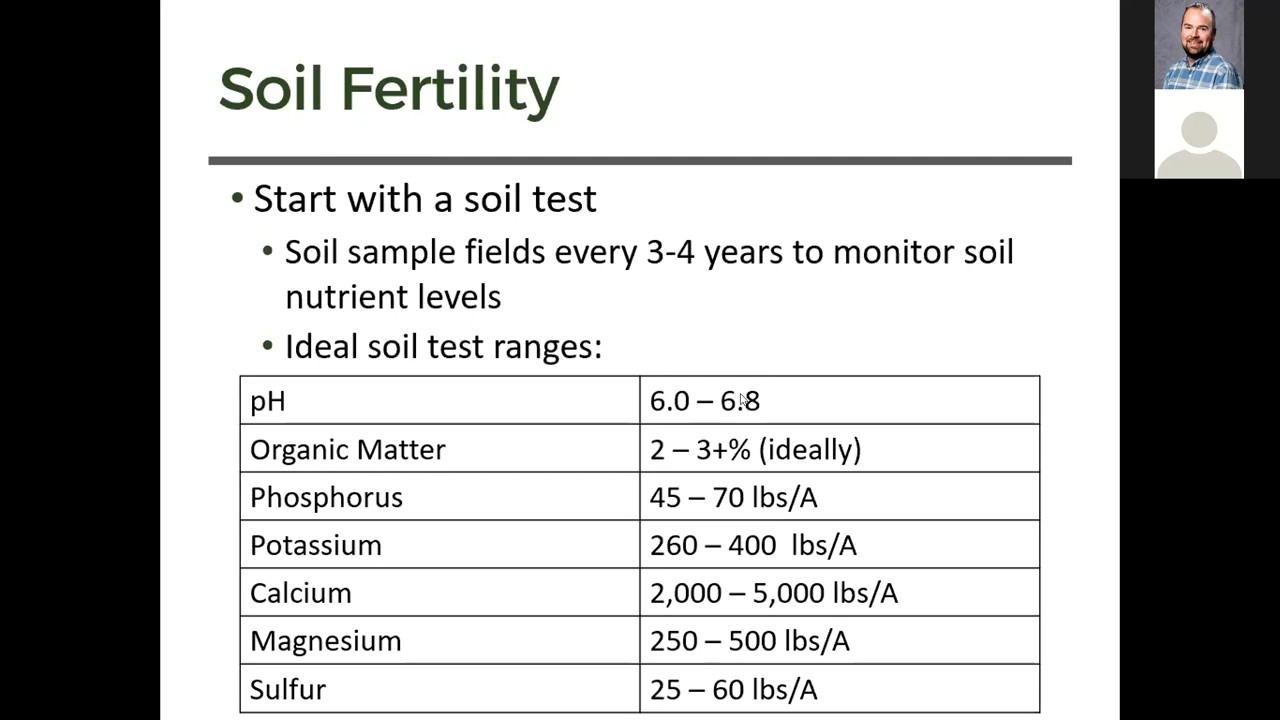 Soil Fertility
• Start with a soil test
• Soil sample fields every 3-4 years to monitor soil
nutrient levels
• Ideal soil test ranges:
pH 6.0 – 6.8
Organic Matter 2 – 3+% (ideally)
Phosphorus 45 – 70 lbs/A
Potassium 260 – 400 lbs/A
Calcium 2,000 – 5,000 lbs/A
Magnesium 250 – 500 lbs/A
Sulfur 25 – 60 lbs/A